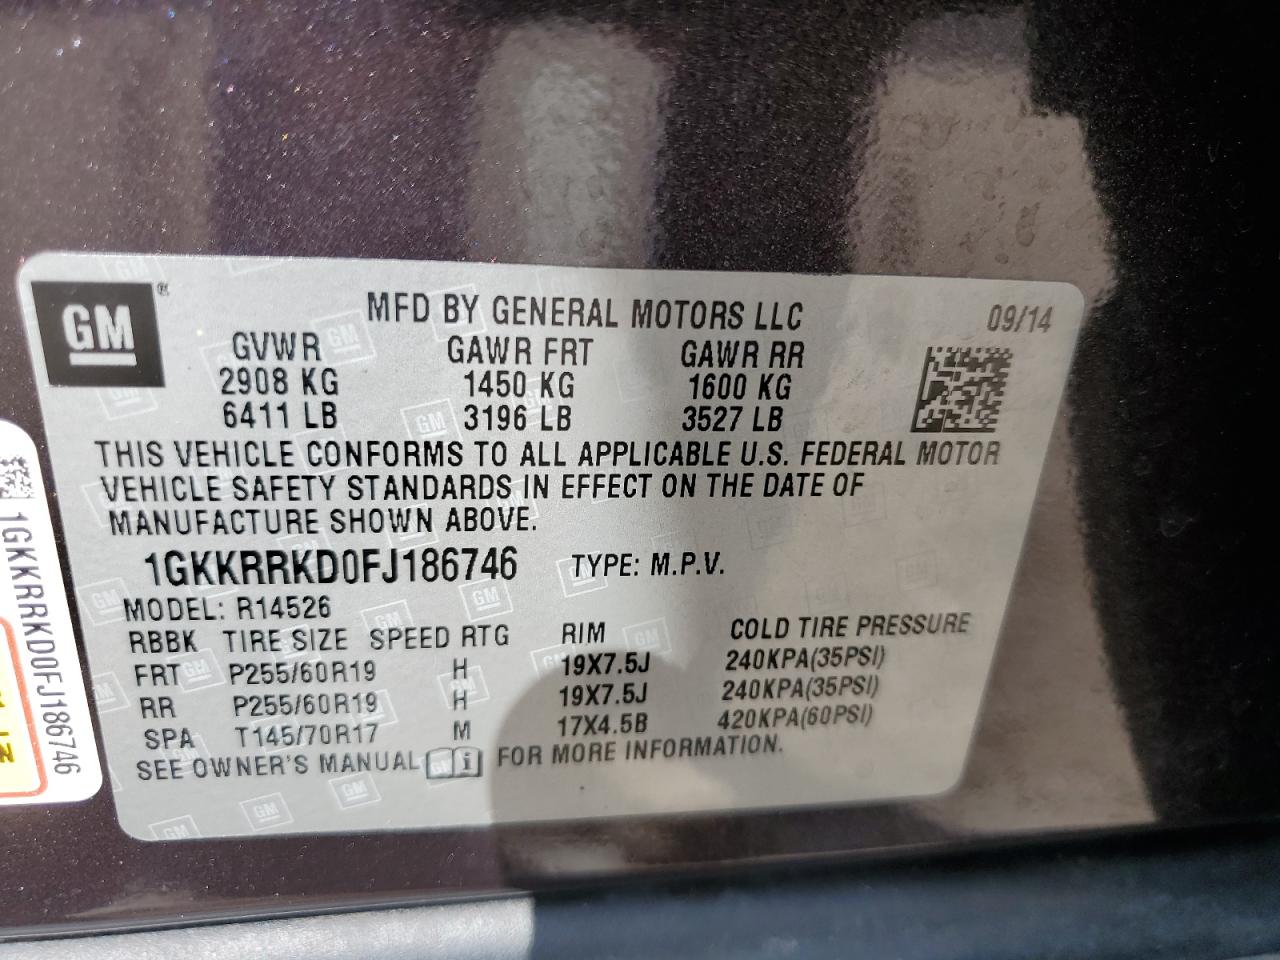 GM®
MFD BY GENERAL MOTORS LLC
09/14
GVWR GAWR FRT GAWR RR
2908 KG 1450 KG 1600 KG
6411 LB 3196 LB 3527 LB
THIS VEHICLE CONFORMS TO ALL APPLICABLE U.S. FEDERAL MOTOR
VEHICLE SAFETY STANDARDS IN EFFECT ON THE DATE OF
MANUFACTURE SHOWN ABOVE.
1GKKRRKD0FJ186746 TYPE: M.P.V.
MODEL: R14526
RBBK TIRE SIZE SPEED RTG RIM COLD TIRE PRESSURE
FRT P255/60R19 H 19X7.5J 240KPA(35PSI)
RR P255/60R19 H 19X7.5J 240KPA(35PSI)
SPA T145/70R17 M 17X4.5B 420KPA(60PSI)
SEE OWNER'S MANUAL i FOR MORE INFORMATION.
1GKKRRKD0FJ186746